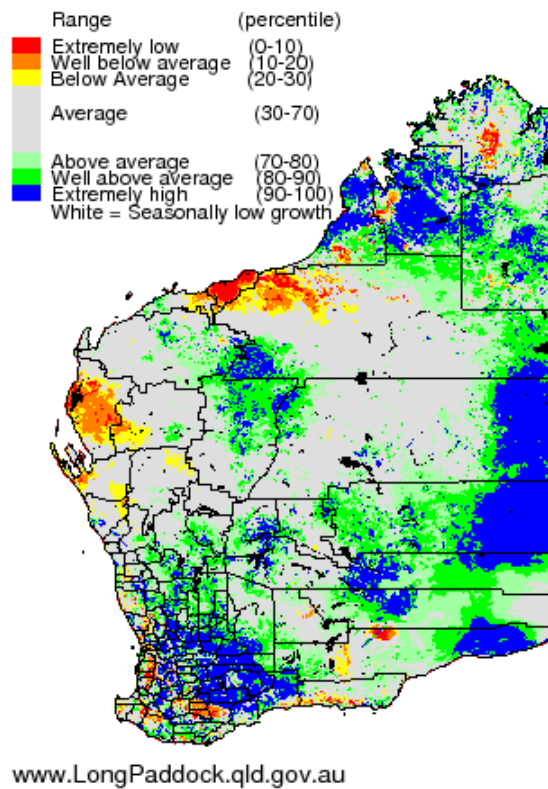 Range (percentile)
Extremely low (0-10)
Well below average (10-20)
Below Average (20-30)
Average (30-70)
Above average (70-80)
Well above average (80-90)
Extremely high (90-100)
White = Seasonally low growth
www.LongPaddock.qld.gov.au